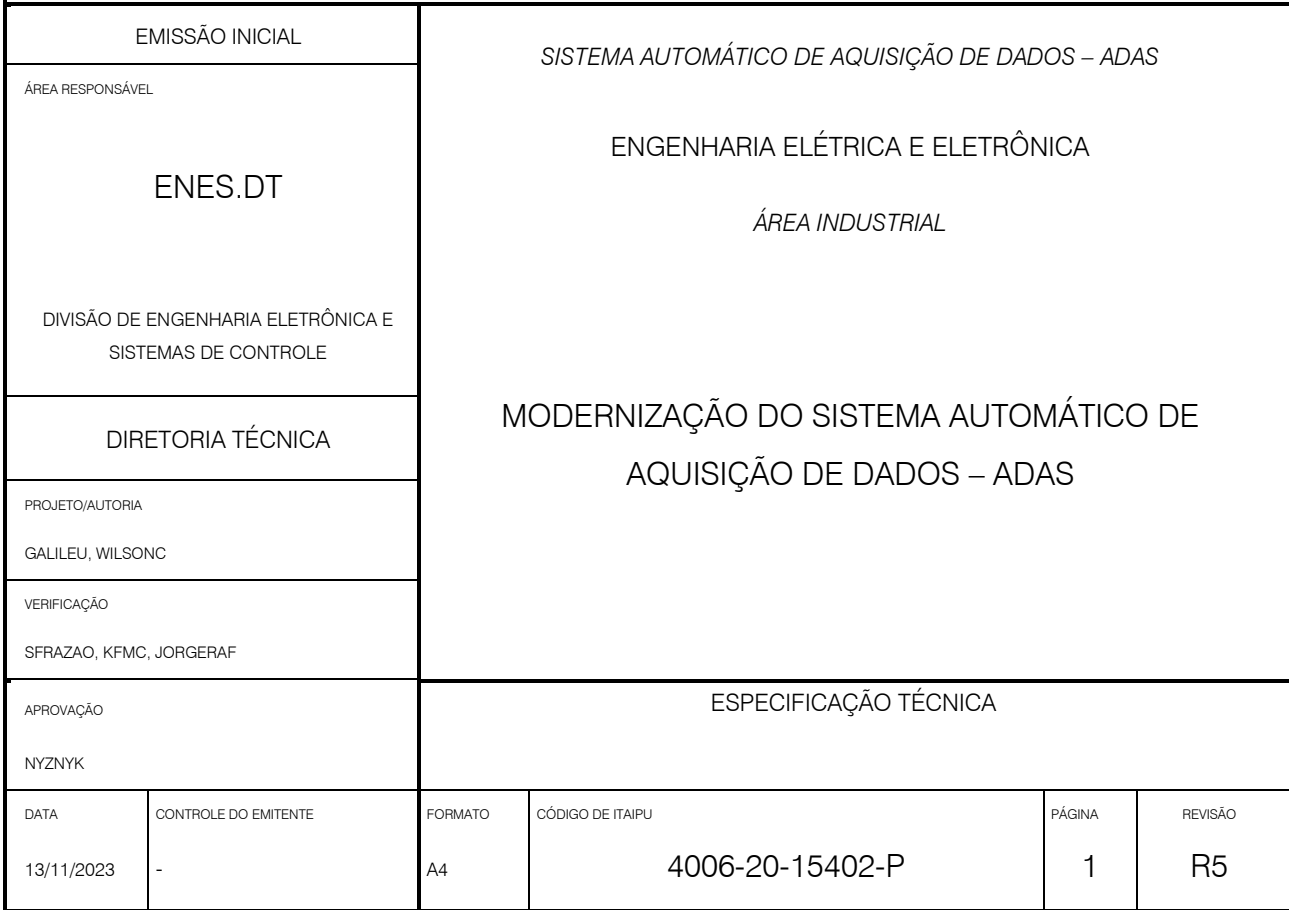 EMISSÃO INICIAL
ÁREA RESPONSÁVEL
ENES.DT
DIVISÃO DE ENGENHARIA ELETRÔNICA E
SISTEMAS DE CONTROLE
DIRETORIA TÉCNICA
PROJETO/AUTORIA
GALILEU, WILSONC
VERIFICAÇÃO
SFRAZAO, KFMC, JORGERAF
APROVAÇÃO
NYZNYK
SISTEMA AUTOMÁTICO DE AQUISIÇÃO DE DADOS – ADAS
ENGENHARIA ELÉTRICA E ELETRÔNICA
ÁREA INDUSTRIAL
MODERNIZAÇÃO DO SISTEMA AUTOMÁTICO DE
AQUISIÇÃO DE DADOS – ADAS
ESPECIFICAÇÃO TÉCNICA
DATA
13/11/2023
CONTROLE DO EMITENTE
-
FORMATO
A4
CÓDIGO DE ITAIPU
4006-20-15402-P
PÁGINA
1
REVISÃO
R5